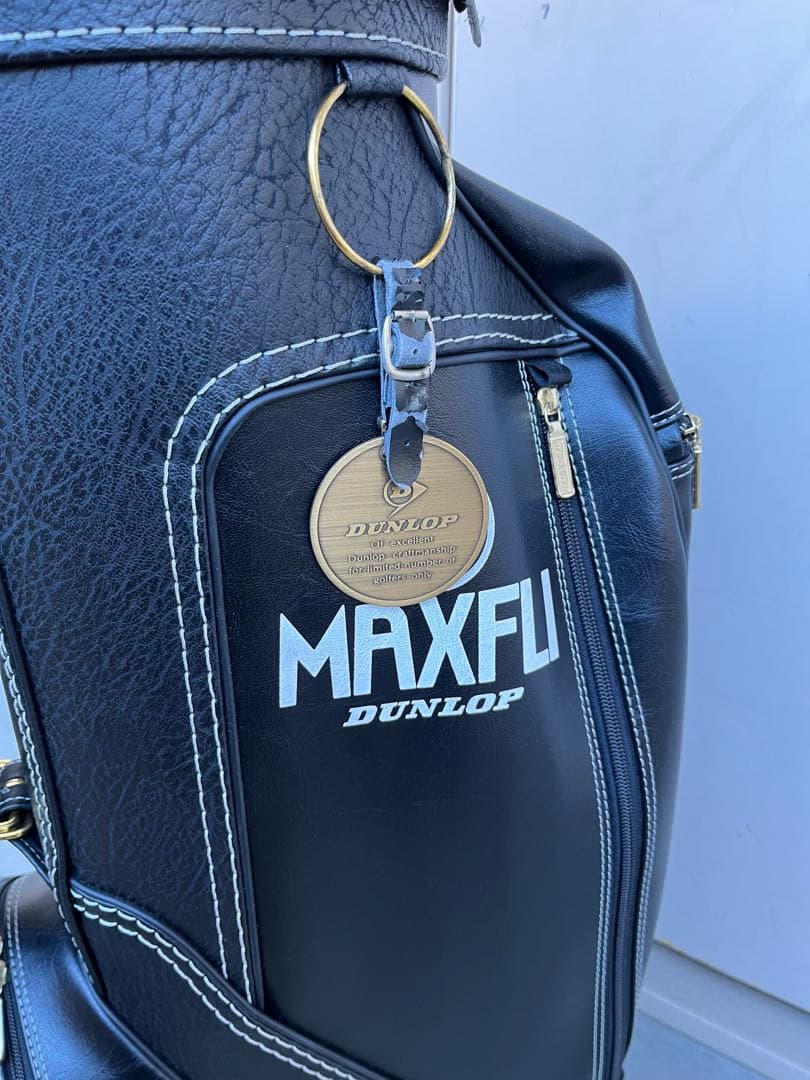 D
DUNLOP
Of excellent
Dunlop craftmanship
for limited number of
golfers only
MAXFLI
DUNLOP